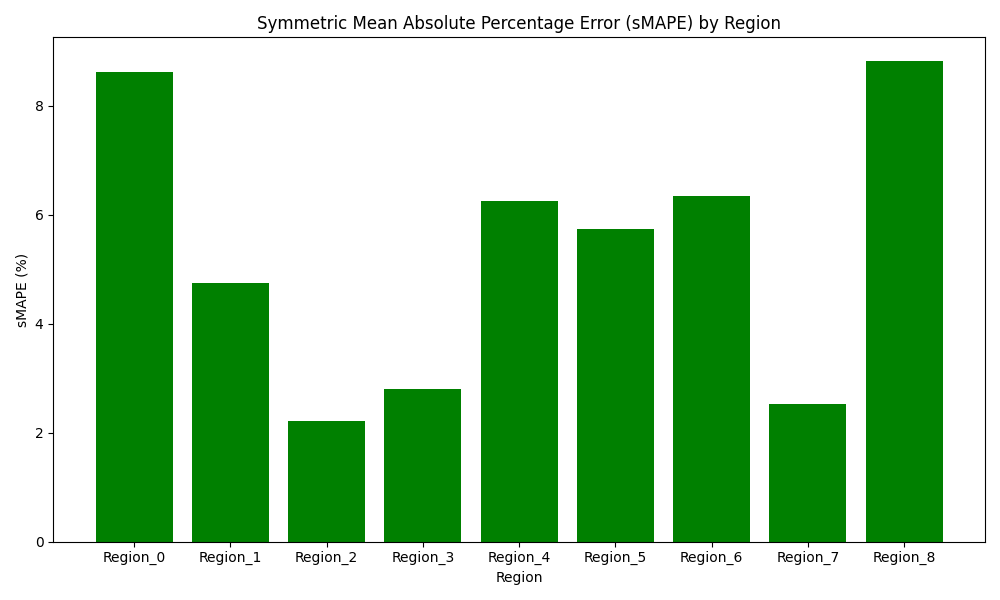 Symmetric Mean Absolute Percentage Error (sMAPE) by Region
sMAPE (%)
8
6
4
2
0
Region_0 Region_1 Region_2 Region_3 Region_4 Region_5 Region_6 Region_7 Region_8
Region